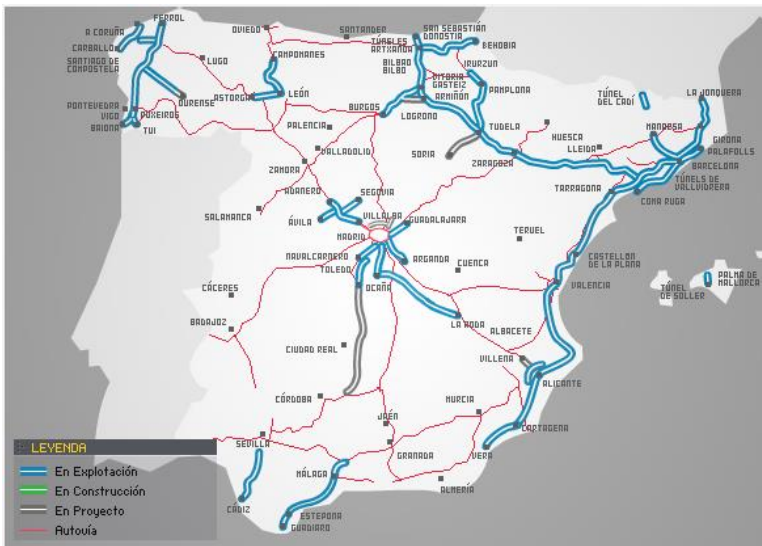 FERROL
A CORUÑA
CARBALLO
SANTIAGO DE
COMPOSTELA
LUGO
OVIEDO
SANTANDER
CAMPOMANES
TÚNELES
ARTXANDA
SAN SEBASTIÁN
DONOSTIA
BEHOBIA
BILBAO
BILBO
IRURZUN
VITORIA
GASTEIZ
ARMIÑÓN
PAMPLONA
PONTEVEDRA
VIGO
BAIONA
PUXEIROS
TUI
OURENSE
ASTORGA
LEÓN
BURGOS
LOGROÑO
PALENCIA
VALLADOLID
SORIA
TUDELA
HUESCA
TÚNEL
DEL CADÍ
LA JONQUERA
MANRESA
LLEIDA
GIRONA
PALAFOLLS
BARCELONA
ZARAGOZA
TÚNELS DE
VALLVIDRERA
TARRAGONA
COMA RUGA
ZAMORA
ADANERO
SEGOVIA
SALAMANCA
ÁVILA
VILLALBA
GUADALAJARA
MADRID
TERUEL
NAVALCARNERO
ARGANDA
TOLEDO
OCAÑA
CUENCA
CASTELLON
DE LA PLANA
VALENCIA
TÚNEL
DE SOLLER
PALMA DE
MALLORCA
CÁCERES
LA RODA
ALBACETE
BADAJOZ
CIUDAD REAL
VILLENA
ALICANTE
CÓRDOBA
MURCIA
JAÉN
CARTAGENA
SEVILLA
GRANADA
VERA
MÁLAGA
ALMERÍA
CÁDIZ
ESTEPONA
GUADIARO
LEYENDA
En Explotación
En Construcción
En Proyecto
Autovía